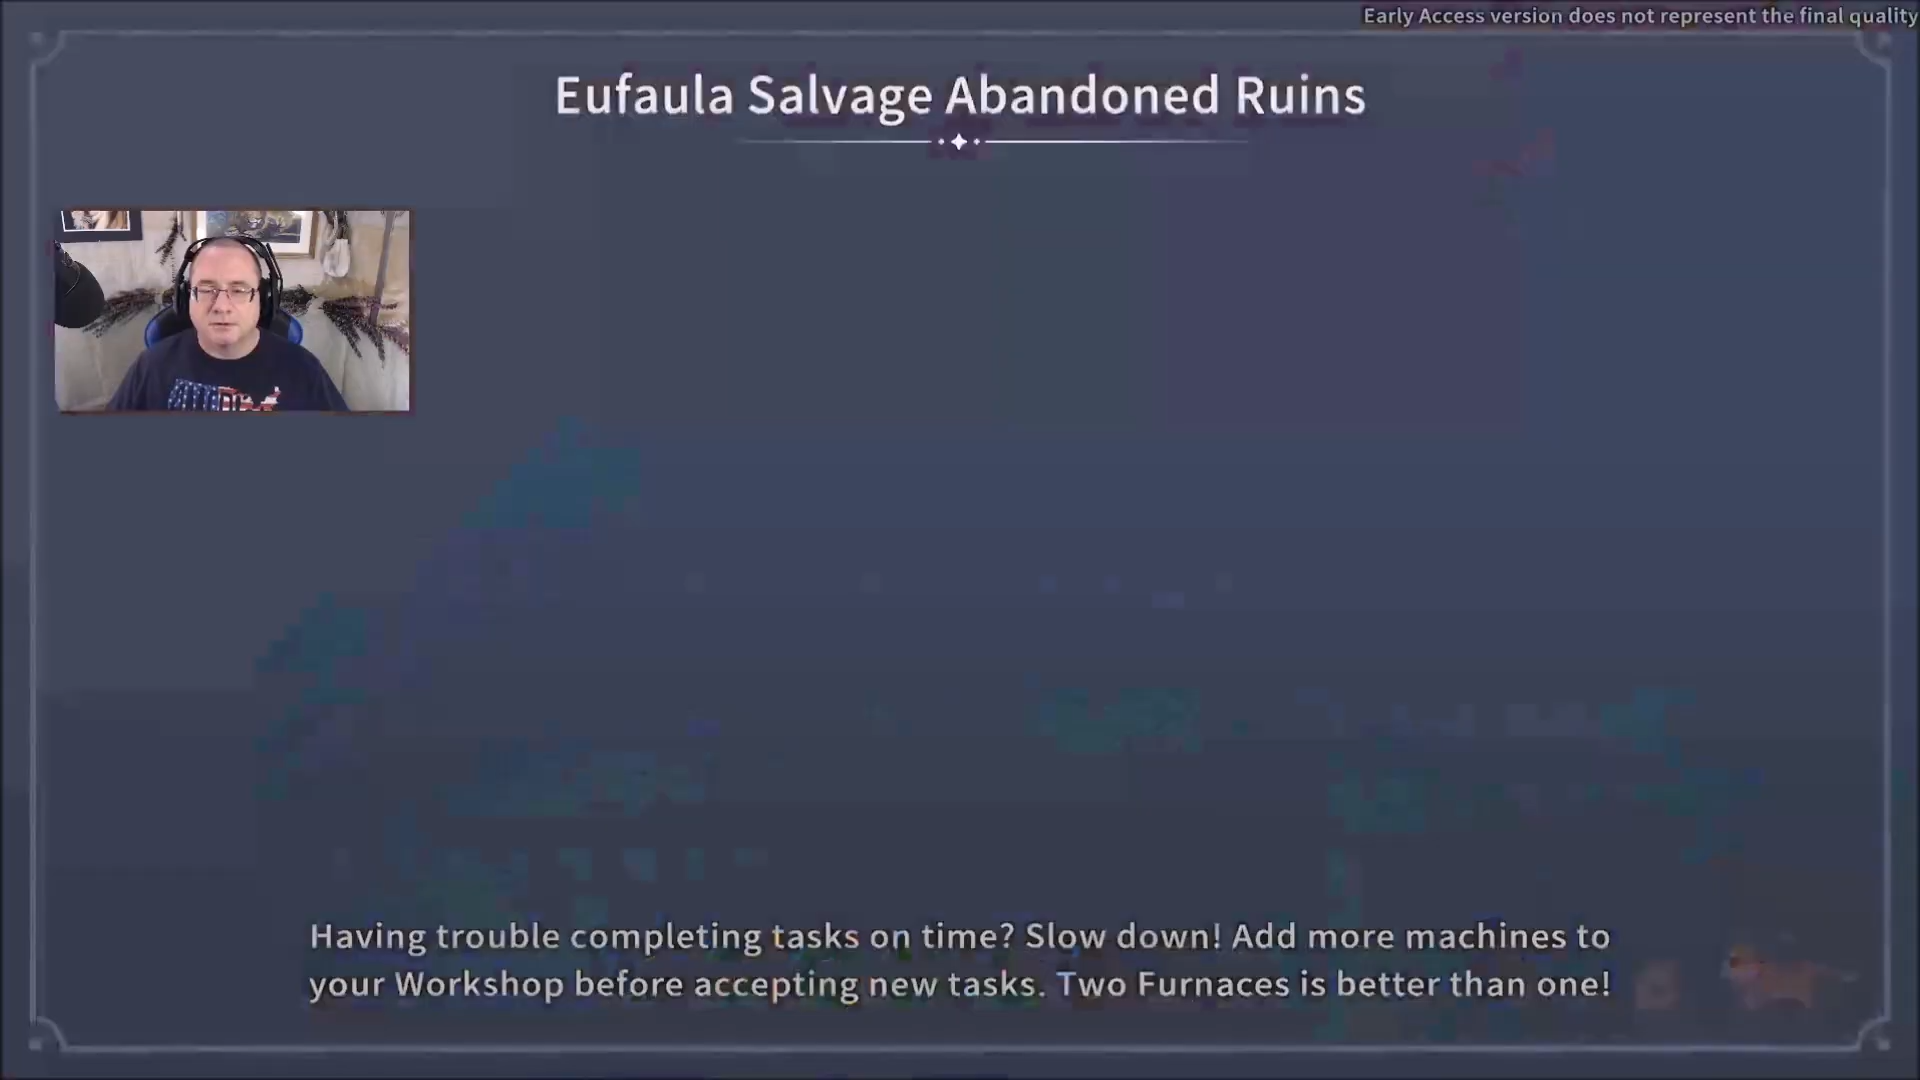 Early Access version does not represent the final quality
Eufaula Salvage Abandoned Ruins
Having trouble completing tasks on time? Slow down! Add more machines to
your Workshop before accepting new tasks. Two Furnaces is better than one!